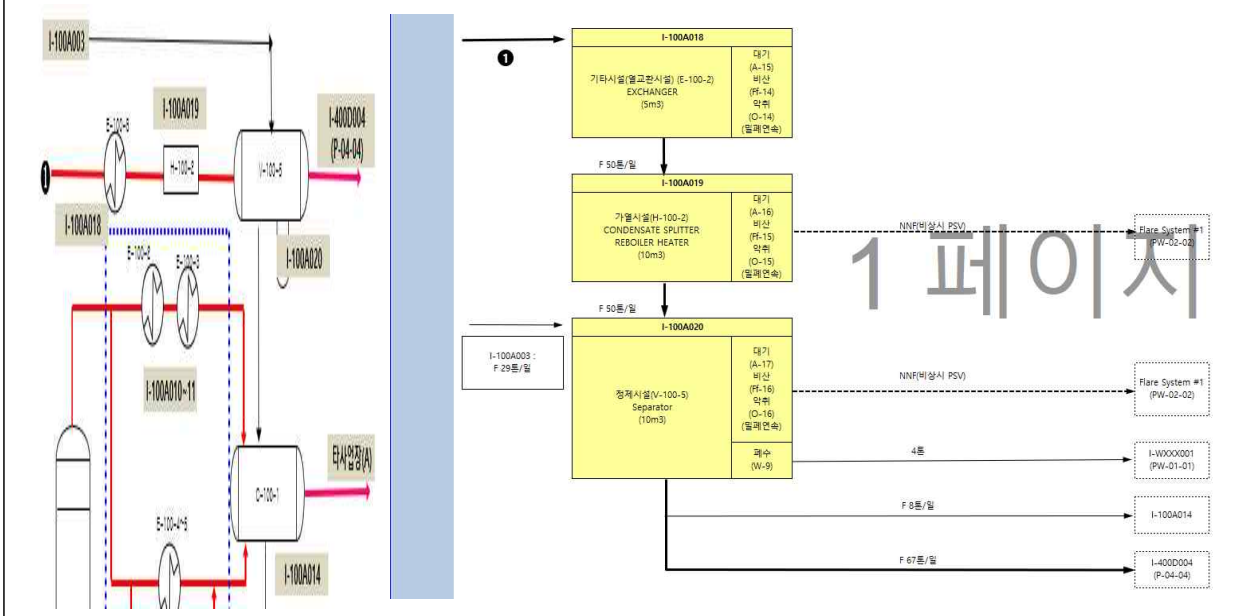 I-100A003
I-100A019
E-100-5
H-100-2
V-100-5
I-400D004
(P-04-04)
❶
I-100A018
I-100A020
E-100-3
I-100A010~11
타사업장(A)
C-100-1
E-100-4~5
I-100A014
❶
I-100A018
기타시설(열교환시설) (E-100-2)
EXCHANGER
(5m3)
대기
(A-15)
비산
(Ff-14)
악취
(O-14)
(밀폐연속)
F 50톤/일
I-100A019
가열시설(H-100-2)
CONDENSATE SPLITTER
REBOILER HEATER
(10m3)
대기
(A-16)
비산
(Ff-15)
악취
(O-15)
(밀폐연속)
NNF(비상시 PSV)
Flare System #1
(PW-02-02)
1 페이지
F 50톤/일
I-100A003 :
F 29톤/일
I-100A020
정제시설(V-100-5)
Separator
(10m3)
대기
(A-17)
비산
(Ff-16)
악취
(O-16)
(밀폐연속)
폐수
(W-9)
NNF(비상시 PSV)
Flare System #1
(PW-02-02)
4톤
I-WXXX001
(PW-01-01)
F 8톤/일
I-100A014
F 67톤/일
I-400D004
(P-04-04)